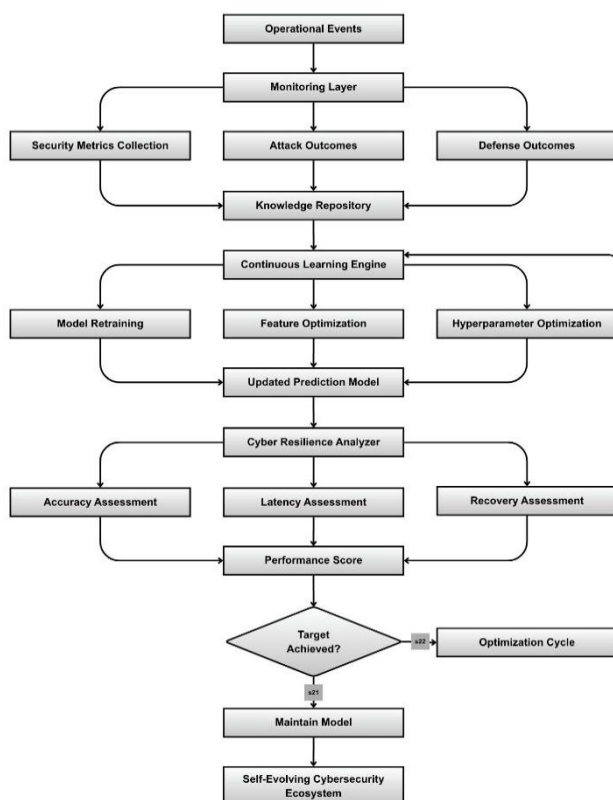 Operational Events
Monitoring Layer
Security Metrics Collection
Attack Outcomes
Defense Outcomes
Knowledge Repository
Continuous Learning Engine
Model Retraining
Feature Optimization
Hyperparameter Optimization
Updated Prediction Model
Cyber Resilience Analyzer
Accuracy Assessment
Latency Assessment
Recovery Assessment
Performance Score
Target
Achieved?
s22
Optimization Cycle
s21
Maintain Model
Self-Evolving Cybersecurity
Ecosystem